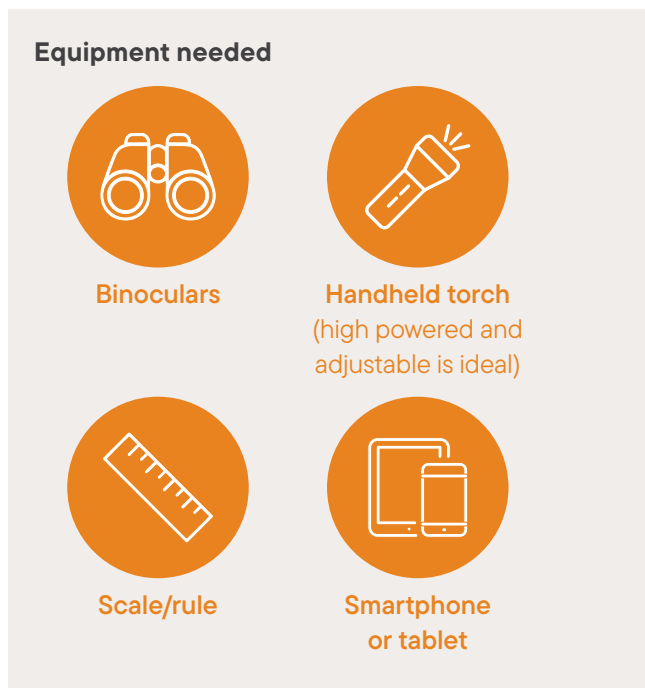 Equipment needed
Binoculars
Handheld torch
(high powered and
adjustable is ideal)
Scale/rule
Smartphone
or tablet